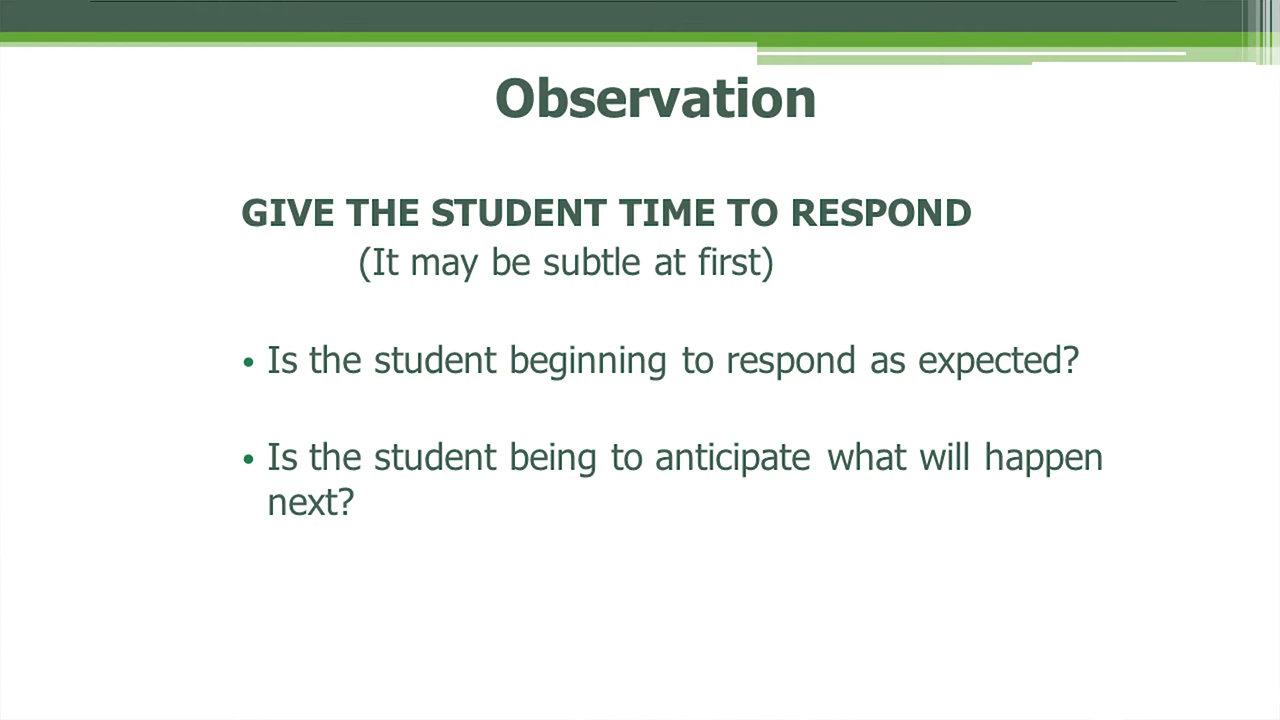 Observation
GIVE THE STUDENT TIME TO RESPOND
(It may be subtle at first)
• Is the student beginning to respond as expected?
• Is the student being to anticipate what will happen
next?